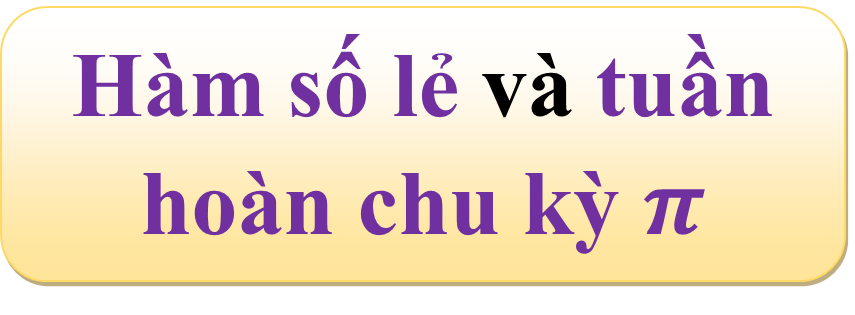 Hàm số lẻ và tuần
hoàn chu kỳ π